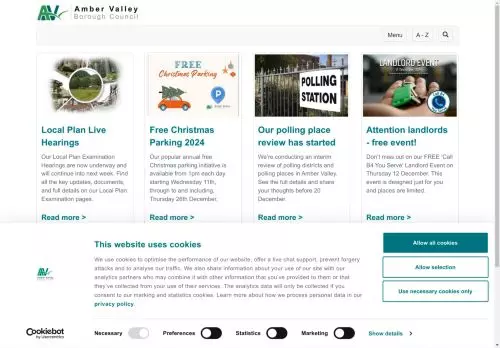 Amber Valley
Borough Council
Menu
A - Z
FREE
Christmas Parking
POLLING
STATION
LANDLORD EVENT
Local Plan Live
Hearings
Our Local Plan Examination
Hearings are now underway and
will continue into next week. Find
all the key updates, documents,
and full details on our Local Plan
Examination pages.
Read more >
Free Christmas
Parking 2024
Our popular annual free
Christmas parking initiative is
available from 1pm each day
starting Wednesday 11th,
through to and including,
Thursday 26th December.
Read more >
Our polling place
review has started
We're conducting an interim
review of polling districts and
polling places in Amber Valley.
See the full details and share
your thoughts before 20
December.
Read more >
Attention landlords
- free event!
Don't miss out on our FREE 'Call
B4 You Serve' Landlord Event on
Thursday 12 December. This
event is designed just for you
and places are limited.
Read more >
This website uses cookies
We use cookies to optimise the performance of our website, offer a live chat support, prevent forgery
attacks and to analyse our traffic. We also share information about your use of our site with our
analytics partners who may combine it with other information that you've provided to them or that
they've collected from your use of their services. The analytics data will only be collected if you
consent to our marketing and statistics cookies. Learn more about how we process personal data in our
privacy policy.
Allow all cookies
Allow selection
Use necessary cookies only
Cookiebot
by Usercentrics
Necessary
Preferences
Statistics
Marketing
Show details >